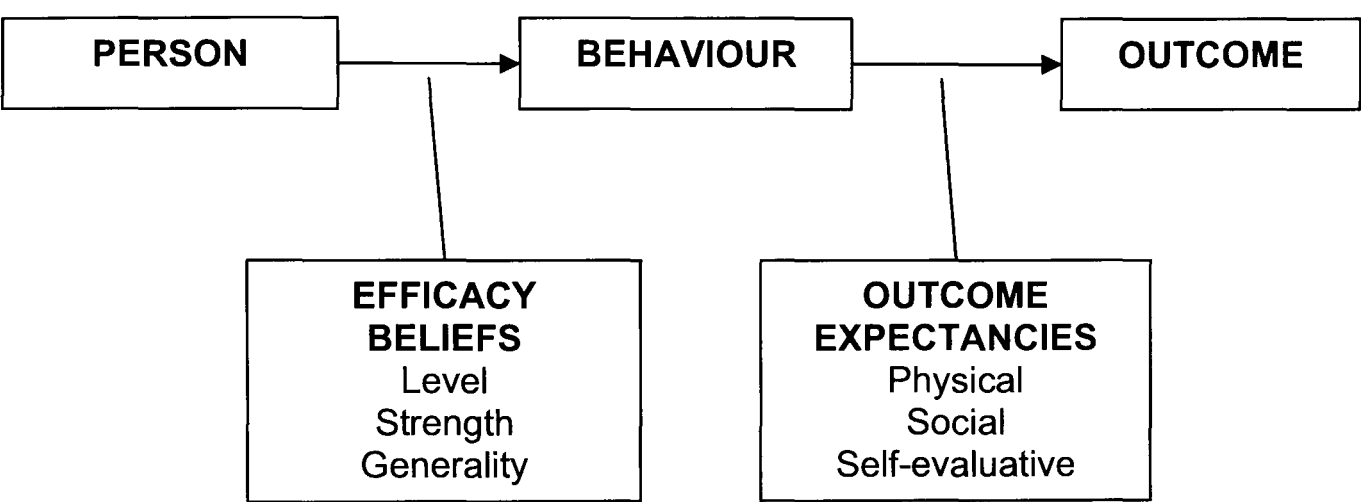 PERSON
BEHAVIOUR
OUTCOME
EFFICACY
BELIEFS
Level
Strength
Generality
OUTCOME
EXPECTANCIES
Physical
Social
Self-evaluative